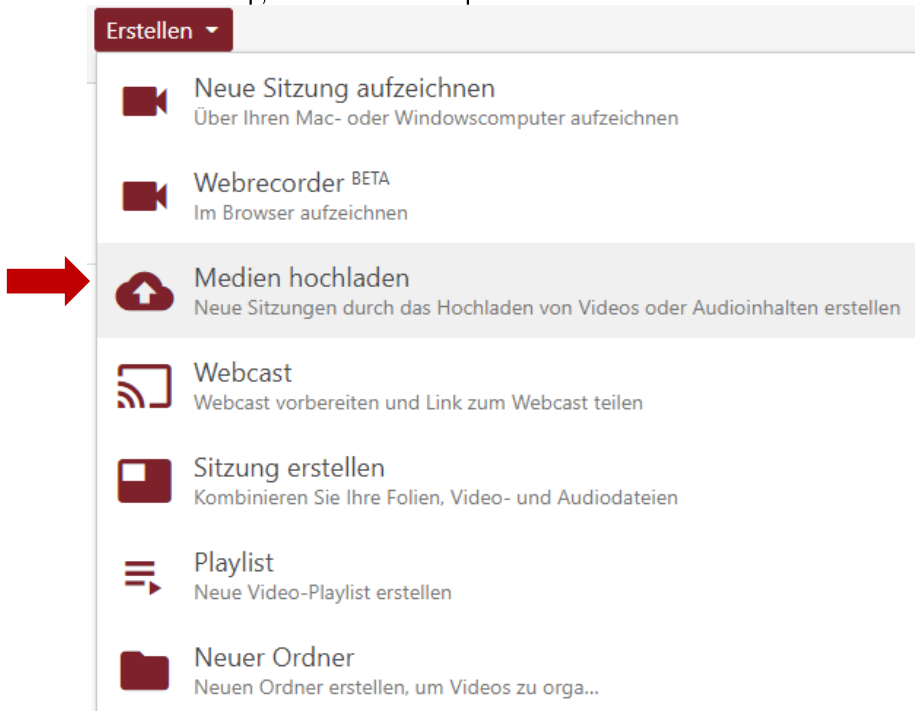 Erstellen
Neue Sitzung aufzeichnen
Über Ihren Mac- oder Windowscomputer aufzeichnen
Webrecorder BETA
Im Browser aufzeichnen
Medien hochladen
Neue Sitzungen durch das Hochladen von Videos oder Audioinhalten erstellen
Webcast
Webcast vorbereiten und Link zum Webcast teilen
Sitzung erstellen
Kombinieren Sie Ihre Folien, Video- und Audiodateien
Playlist
Neue Video-Playlist erstellen
Neuer Ordner
Neuen Ordner erstellen, um Videos zu orga...